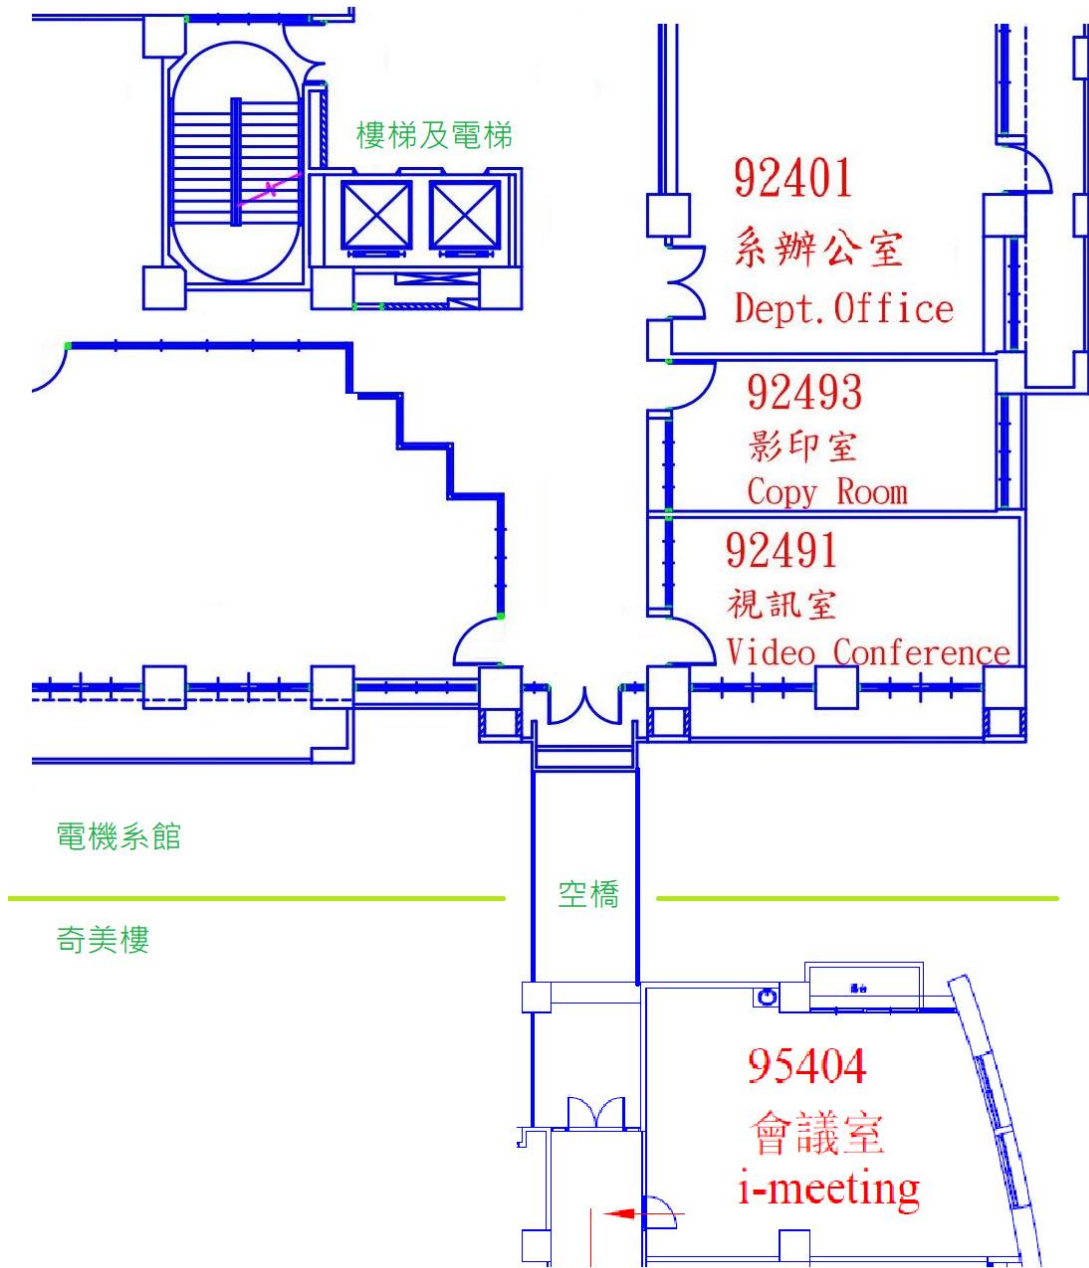 樓梯及電梯
92401
系辦公室
Dept.Office
92493
影印室
Copy Room
92491
視訊室
Video Conference
電機系館
空橋
奇美樓
陽台
95404
會議室
i-meeting